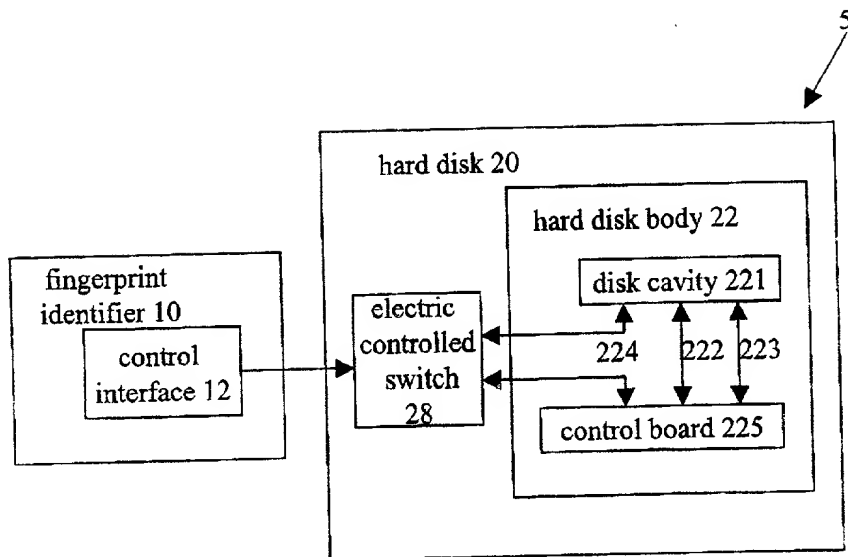 5
hard disk 20
hard disk body 22
fingerprint
identifier 10
disk cavity 221
electric
controlled
switch
28
control
interface 12
224
222
223
control board 225